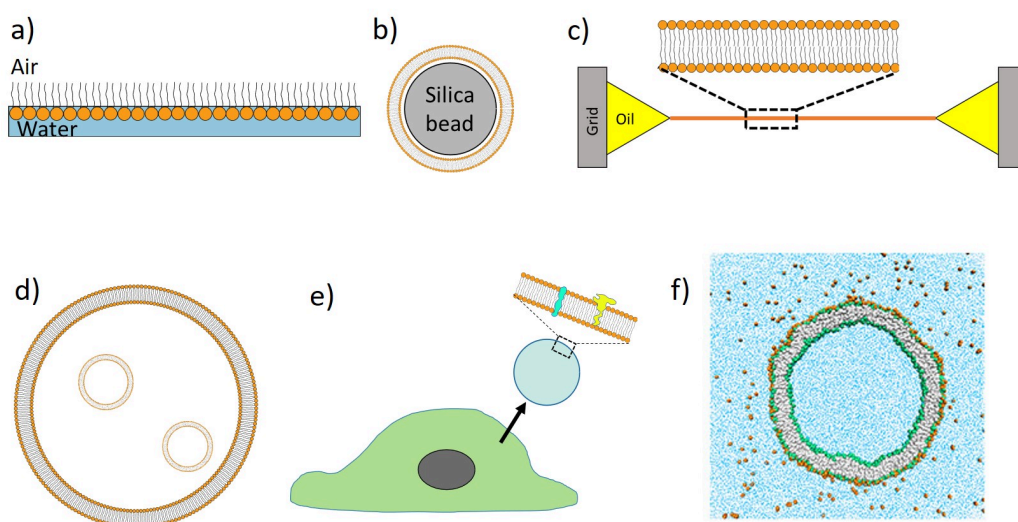 a)
Air
Water
b)
Silica
bead
c)
Grid
Oil
d)
e)
f)